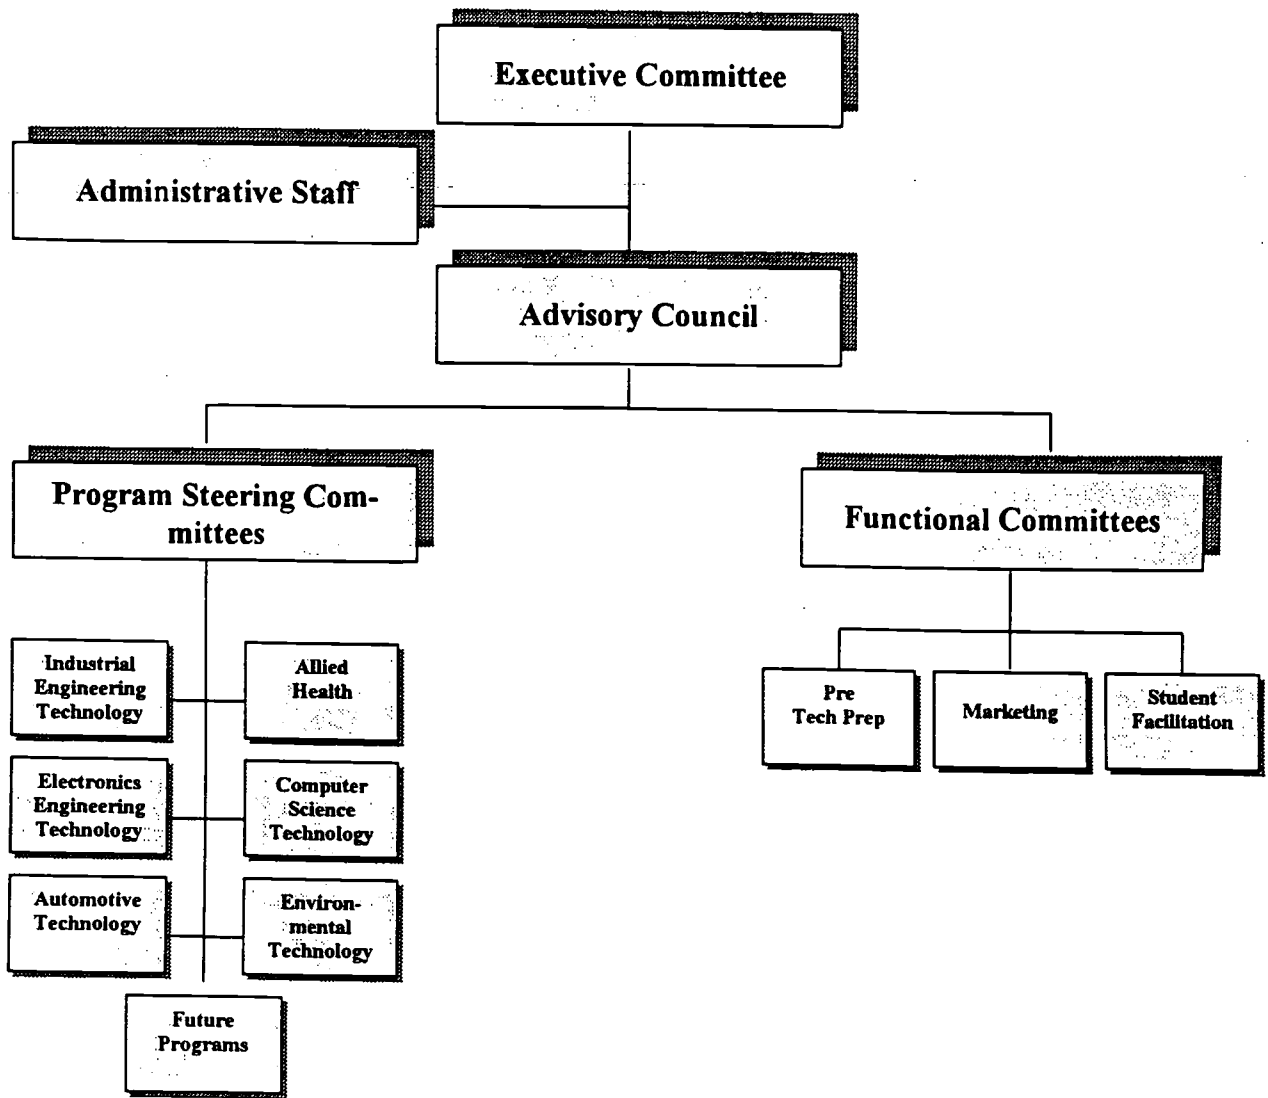 Executive Committee
Administrative Staff
Advisory Council
Program Steering Com-
mittees
Functional Committees
Industrial
Engineering
Technology
Allied
Health
Electronics
Engineering
Technology
Computer
Science
Technology
Automotive
Technology
Environ-
mental
Technology
Future
Programs
Pre
Tech Prep
Marketing
Student
Facilitation